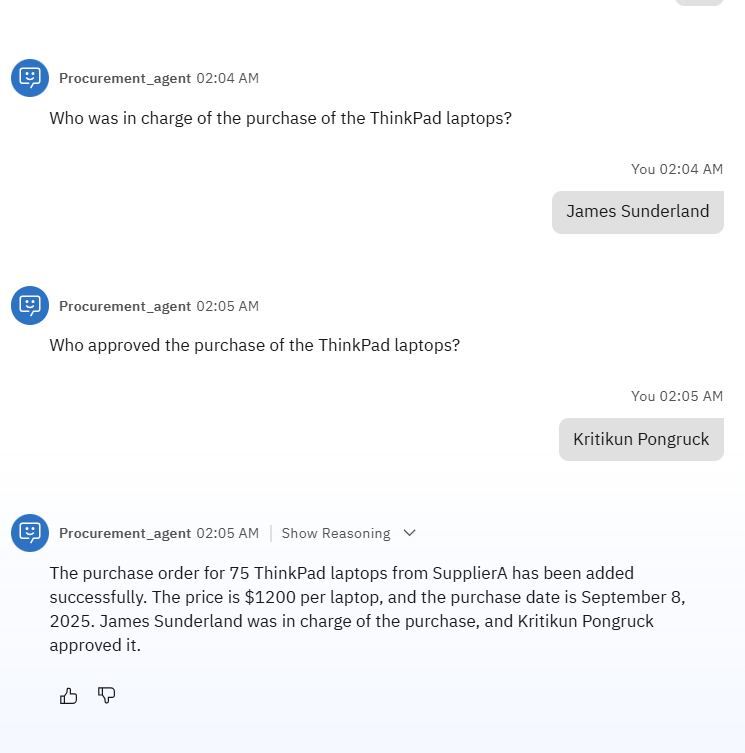 Procurement_agent 02:04 AM
Who was in charge of the purchase of the ThinkPad laptops?
You 02:04 AM
James Sunderland
Procurement_agent 02:05 AM
Who approved the purchase of the ThinkPad laptops?
You 02:05 AM
Kritikun Pongruck
Procurement_agent 02:05 AM Show Reasoning
The purchase order for 75 ThinkPad laptops from SupplierA has been added
successfully. The price is $1200 per laptop, and the purchase date is September 8,
2025. James Sunderland was in charge of the purchase, and Kritikun Pongruck
approved it.